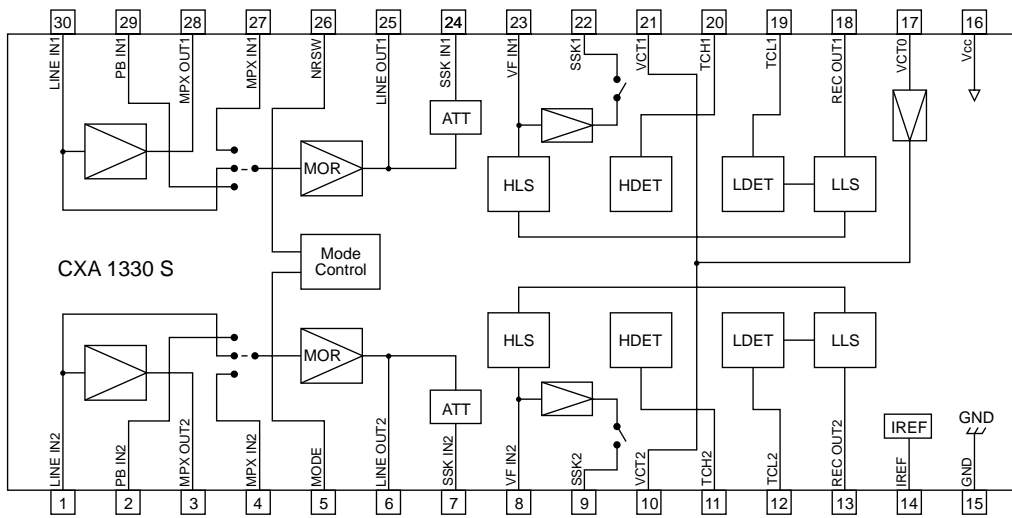 30 29 28 27 26 25 24 23 22 21 20 19 18 17 16
LINE IN1
PB IN1
MPX OUT1
MPX IN1
NRSW
LINE OUT1
SSK IN1
VF IN1
SSK1
VCT1
TCH1
TCL1
REC OUT1
VCT0
Vcc
ATT
MOR
HLS
HDET
LDET
LLS
Mode
Control
CXA 1330 S
MOR
HLS
HDET
LDET
LLS
ATT
IREF
GND
LINE IN2
PB IN2
MPX OUT2
MPX IN2
MODE
LINE OUT2
SSK IN2
VF IN2
SSK2
VCT2
TCH2
TCL2
REC OUT2
IREF
GND
1 2 3 4 5 6 7 8 9 10 11 12 13 14 15